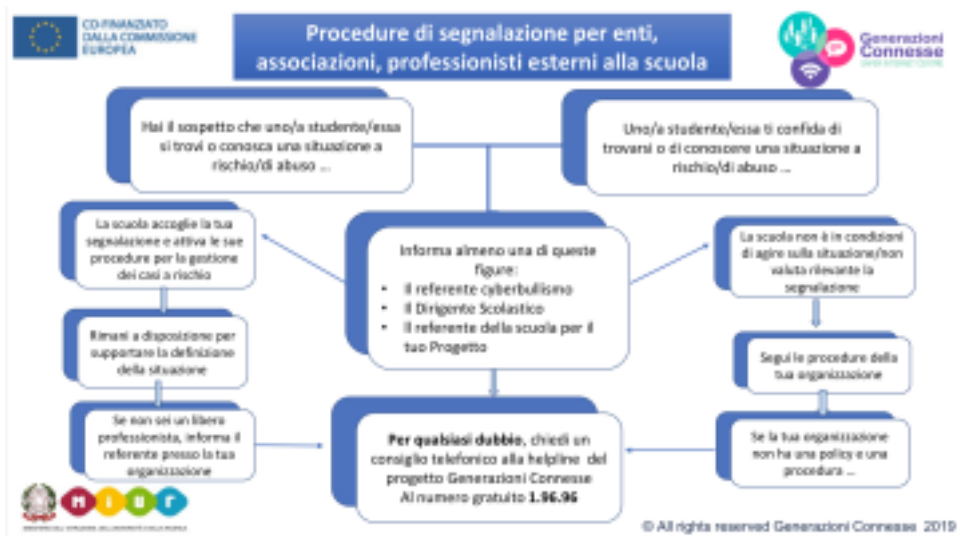 CO-FINANZIATO
DALLA COMMISSIONE
EUROPEA
Procedure di segnalazione per enti,
associazioni, professionisti esterni alla scuola
Generazioni
Connesse
SAFER INTERNET CENTRE
Hai il sospetto che uno/a studente/essa
si trovi o conosca una situazione a
rischio/di abuso ...
Uno/a studente/essa ti confida di
trovarsi o di conoscere una situazione a
rischio/di abuso ...
La scuola accoglie la tua
segnalazione e attiva le sue
procedure per la gestione
dei casi a rischio
Informa almeno una di queste
figure:
• Il referente cyberbullismo
• Il Dirigente Scolastico
• Il referente della scuola per il
tuo Progetto
La scuola non è in condizioni
di agire sulla situazione/non
valuta rilevante la
segnalazione
Rimani a disposizione per
supportare la definizione
della situazione
Segui le procedure della
tua organizzazione
Se non sei un libero
professionista, informa il
referente presso la tua
organizzazione
Per qualsiasi dubbio, chiedi un
consiglio telefonico alla helpline del
progetto Generazioni Connesse
Al numero gratuito 1.96.96
Se la tua organizzazione
non ha una policy e una
procedura ...
MIUR
© All rights reserved Generazioni Connesse 2019